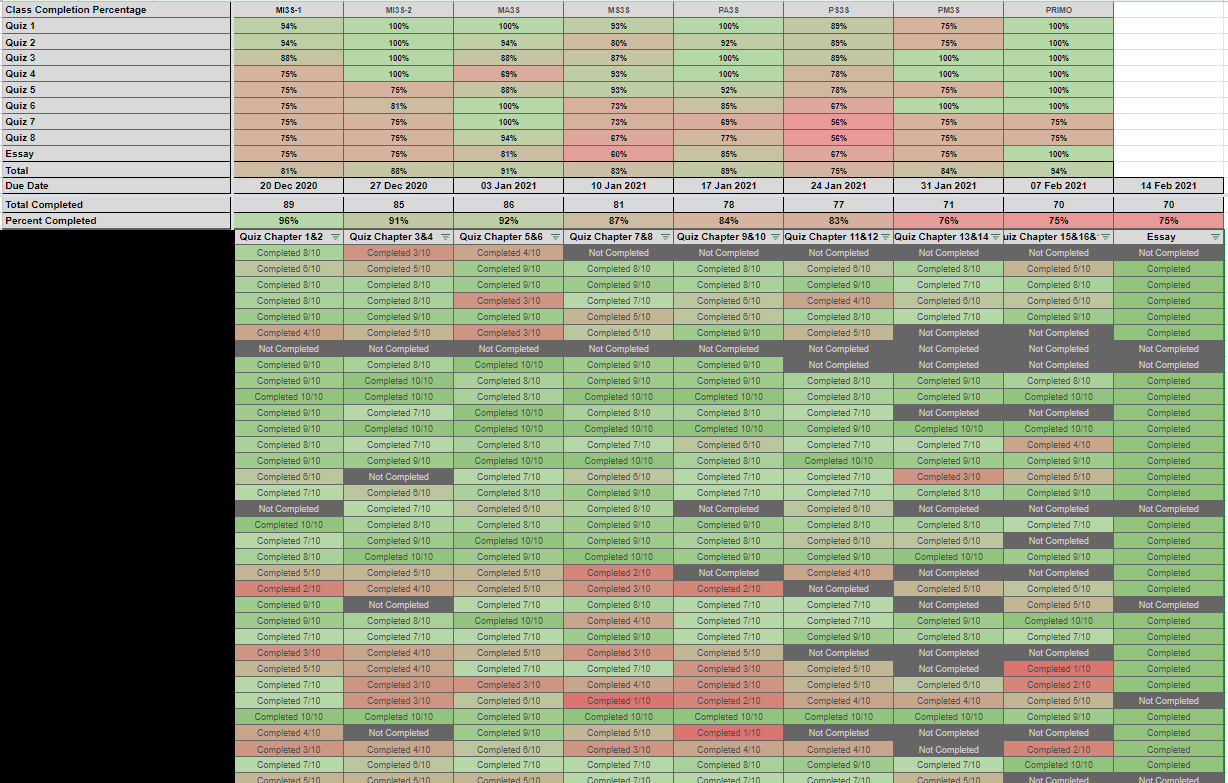 Class Completion Percentage MI3S-1 MI3S-2 MA3S MS3S PA3S PS3S PM3S PRIMO
Quiz 1 94% 100% 100% 93% 100% 89% 75% 100%
Quiz 2 94% 100% 94% 80% 92% 89% 75% 100%
Quiz 3 88% 100% 88% 87% 100% 89% 100% 100%
Quiz 4 75% 100% 69% 93% 100% 78% 100% 100%
Quiz 5 75% 75% 88% 93% 92% 78% 75% 100%
Quiz 6 75% 81% 100% 73% 85% 67% 100% 100%
Quiz 7 75% 75% 100% 73% 69% 56% 75% 75%
Quiz 8 75% 75% 94% 67% 77% 56% 75% 75%
Essay 75% 75% 81% 60% 85% 67% 75% 100%
Total 81% 88% 91% 83% 89% 75% 84% 94%
Due Date 20 Dec 2020 27 Dec 2020 03 Jan 2021 10 Jan 2021 17 Jan 2021 24 Jan 2021 31 Jan 2021 07 Feb 2021 14 Feb 2021
Total Completed 89 85 86 81 78 77 71 70 70
Percent Completed 96% 91% 92% 87% 84% 83% 76% 75% 75%
Quiz Chapter 1&2 Quiz Chapter 3&4 Quiz Chapter 5&6 Quiz Chapter 7&8 Quiz Chapter 9&10 Quiz Chapter 11&12 Quiz Chapter 13&14 uiz Chapter 15&16& Essay
Completed 8/10 Completed 3/10 Completed 4/10 Not Completed Not Completed Not Completed Not Completed Not Completed Not Completed
Completed 6/10 Completed 5/10 Completed 9/10 Completed 8/10 Completed 8/10 Completed 6/10 Completed 8/10 Completed 5/10 Completed
Completed 8/10 Completed 8/10 Completed 9/10 Completed 9/10 Completed 8/10 Completed 9/10 Completed 7/10 Completed 8/10 Completed
Completed 8/10 Completed 8/10 Completed 3/10 Completed 7/10 Completed 6/10 Completed 4/10 Completed 6/10 Completed 6/10 Completed
Completed 9/10 Completed 9/10 Completed 9/10 Completed 5/10 Completed 6/10 Completed 8/10 Completed 7/10 Completed 9/10 Completed
Completed 4/10 Completed 5/10 Completed 3/10 Completed 6/10 Completed 9/10 Completed 5/10 Not Completed Not Completed Completed
Not Completed Not Completed Not Completed Not Completed Not Completed Not Completed Not Completed Not Completed Not Completed
Completed 9/10 Completed 8/10 Completed 10/10 Completed 9/10 Completed 9/10 Not Completed Not Completed Not Completed Not Completed
Completed 9/10 Completed 10/10 Completed 8/10 Completed 9/10 Completed 9/10 Completed 8/10 Completed 9/10 Completed 8/10 Completed
Completed 10/10 Completed 10/10 Completed 8/10 Completed 10/10 Completed 10/10 Completed 8/10 Completed 9/10 Completed 10/10 Completed
Completed 9/10 Completed 7/10 Completed 10/10 Completed 8/10 Completed 8/10 Completed 7/10 Not Completed Not Completed Completed
Completed 9/10 Completed 10/10 Completed 10/10 Completed 10/10 Completed 10/10 Completed 9/10 Completed 10/10 Completed 10/10 Completed
Completed 8/10 Completed 7/10 Completed 8/10 Completed 7/10 Completed 6/10 Completed 7/10 Completed 7/10 Completed 4/10 Completed
Completed 9/10 Completed 9/10 Completed 10/10 Completed 10/10 Completed 8/10 Completed 10/10 Completed 9/10 Completed 9/10 Completed
Completed 6/10 Not Completed Completed 7/10 Completed 6/10 Completed 7/10 Completed 7/10 Completed 3/10 Completed 5/10 Completed
Completed 7/10 Completed 6/10 Completed 8/10 Completed 9/10 Completed 7/10 Completed 7/10 Completed 8/10 Completed 9/10 Completed
Not Completed Completed 7/10 Completed 6/10 Completed 8/10 Not Completed Completed 6/10 Not Completed Not Completed Not Completed
Completed 10/10 Completed 8/10 Completed 8/10 Completed 9/10 Completed 9/10 Completed 8/10 Completed 8/10 Completed 7/10 Completed
Completed 7/10 Completed 9/10 Completed 10/10 Completed 9/10 Completed 8/10 Completed 6/10 Completed 6/10 Not Completed Completed
Completed 8/10 Completed 10/10 Completed 9/10 Completed 10/10 Completed 9/10 Completed 9/10 Completed 10/10 Completed 9/10 Completed
Completed 5/10 Completed 5/10 Completed 5/10 Completed 2/10 Not Completed Completed 4/10 Not Completed Not Completed Completed
Completed 2/10 Completed 4/10 Completed 5/10 Completed 3/10 Completed 2/10 Not Completed Completed 5/10 Completed 6/10 Completed
Completed 9/10 Not Completed Completed 7/10 Completed 8/10 Completed 7/10 Completed 7/10 Not Completed Completed 5/10 Not Completed
Completed 9/10 Completed 8/10 Completed 10/10 Completed 4/10 Completed 7/10 Completed 7/10 Completed 9/10 Completed 10/10 Completed
Completed 7/10 Completed 7/10 Completed 7/10 Completed 9/10 Completed 7/10 Completed 9/10 Completed 8/10 Completed 7/10 Completed
Completed 3/10 Completed 4/10 Completed 5/10 Completed 3/10 Completed 5/10 Not Completed Not Completed Not Completed Completed
Completed 5/10 Completed 4/10 Completed 7/10 Completed 7/10 Completed 3/10 Completed 5/10 Not Completed Completed 1/10 Completed
Completed 7/10 Completed 3/10 Completed 3/10 Completed 4/10 Completed 3/10 Completed 5/10 Completed 6/10 Completed 2/10 Completed
Completed 7/10 Completed 3/10 Completed 6/10 Completed 1/10 Completed 2/10 Completed 4/10 Completed 4/10 Completed 5/10 Not Completed
Completed 10/10 Completed 10/10 Completed 9/10 Completed 10/10 Completed 10/10 Completed 10/10 Completed 10/10 Completed 9/10 Completed
Completed 4/10 Not Completed Completed 9/10 Completed 5/10 Completed 1/10 Not Completed Not Completed Not Completed Completed
Completed 3/10 Completed 4/10 Completed 6/10 Completed 3/10 Completed 4/10 Completed 4/10 Not Completed Completed 2/10 Completed
Completed 7/10 Completed 6/10 Completed 7/10 Completed 7/10 Completed 8/10 Completed 9/10 Completed 7/10 Completed 10/10 Completed
Completed 5/10 Completed 5/10 Completed 5/10 Completed 7/10 Completed 7/10 Completed 7/10 Completed 5/10 Not Completed Not Completed